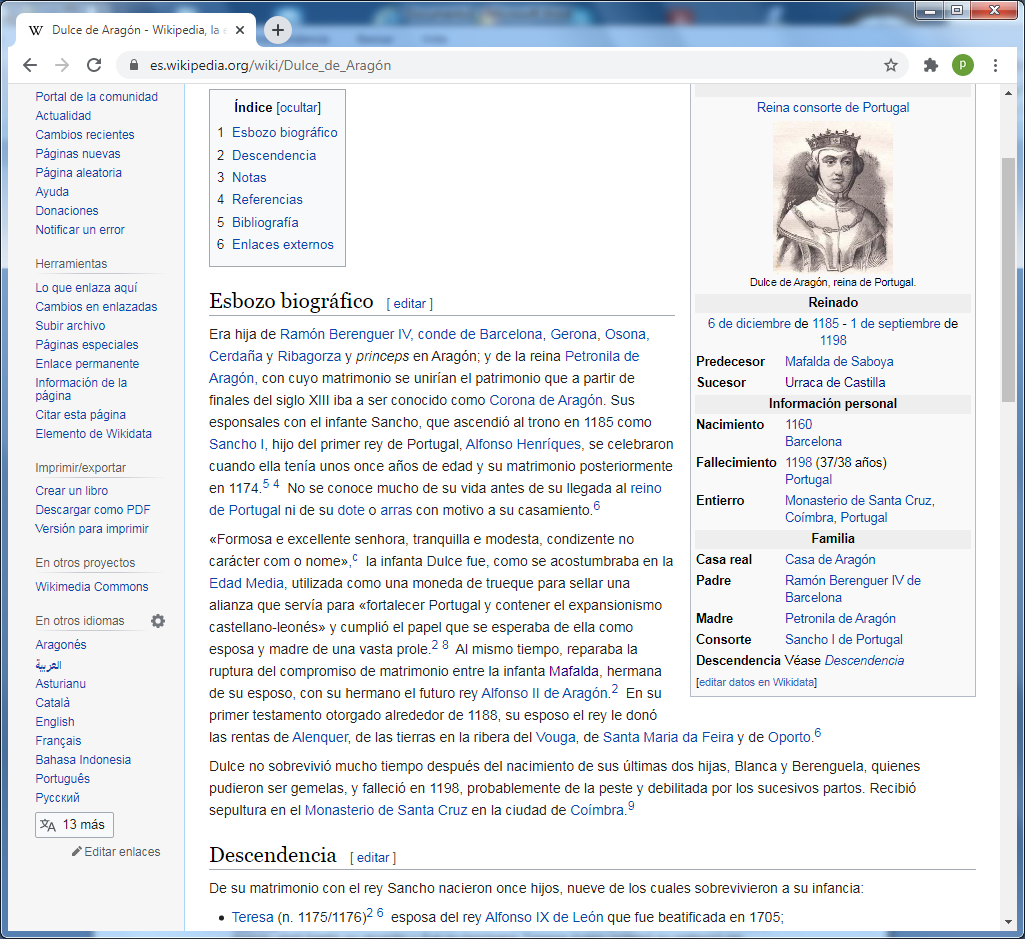 Dulce de Aragón - Wikipedia, la
es.wikipedia.org/wiki/Dulce_de_Aragón
p
Portal de la comunidad
Actualidad
Cambios recientes
Páginas nuevas
Página aleatoria
Ayuda
Donaciones
Notificar un error
Herramientas
Lo que enlaza aquí
Cambios en enlazadas
Subir archivo
Páginas especiales
Enlace permanente
Información de la
página
Citar esta página
Elemento de Wikidata
Imprimir/exportar
Crear un libro
Descargar como PDF
Versión para imprimir
En otros proyectos
Wikimedia Commons
En otros idiomas
Aragonés
العربية
Asturianu
Català
English
Français
Bahasa Indonesia
Português
Русский
13 más
Editar enlaces
Índice [ocultar]
1 Esbozo biográfico
2 Descendencia
3 Notas
4 Referencias
5 Bibliografía
6 Enlaces externos
Esbozo biográfico [ editar ]
Era hija de Ramón Berenguer IV, conde de Barcelona, Gerona, Osona,
Cerdaña y Ribagorza y princeps en Aragón; y de la reina Petronila de
Aragón, con cuyo matrimonio se unirían el patrimonio que a partir de
finales del siglo XIII iba a ser conocido como Corona de Aragón. Sus
esponsales con el infante Sancho, que ascendió al trono en 1185 como
Sancho I, hijo del primer rey de Portugal, Alfonso Henríques, se celebraron
cuando ella tenía unos once años de edad y su matrimonio posteriormente
en 1174.5 4 No se conoce mucho de su vida antes de su llegada al reino
de Portugal ni de su dote o arras con motivo a su casamiento.6
«Formosa e excellente senhora, tranquilla e modesta, condizente no
carácter com o nome»,c la infanta Dulce fue, como se acostumbraba en la
Edad Media, utilizada como una moneda de trueque para sellar una
alianza que servía para «fortalecer Portugal y contener el expansionismo
castellano-leonés» y cumplió el papel que se esperaba de ella como
esposa y madre de una vasta prole.2 8 Al mismo tiempo, reparaba la
ruptura del compromiso de matrimonio entre la infanta Mafalda, hermana
de su esposo, con su hermano el futuro rey Alfonso II de Aragón.2 En su
primer testamento otorgado alrededor de 1188, su esposo el rey le donó
las rentas de Alenquer, de las tierras en la ribera del Vouga, de Santa Maria da Feira y de Oporto.6
Dulce no sobrevivió mucho tiempo después del nacimiento de sus últimas dos hijas, Blanca y Berenguela, quienes
pudieron ser gemelas, y falleció en 1198, probablemente de la peste y debilitada por los sucesivos partos. Recibió
sepultura en el Monasterio de Santa Cruz en la ciudad de Coímbra.9
Descendencia [ editar ]
De su matrimonio con el rey Sancho nacieron once hijos, nueve de los cuales sobrevivieron a su infancia:
• Teresa (n. 1175/1176)2 6 esposa del rey Alfonso IX de León que fue beatificada en 1705;
Reina consorte de Portugal
Dulce de Aragón, reina de Portugal.
Reinado
6 de diciembre de 1185 - 1 de septiembre de
1198
Predecesor Mafalda de Saboya
Sucesor Urraca de Castilla
Información personal
Nacimiento 1160
Barcelona
Fallecimiento 1198 (37/38 años)
Portugal
Entierro Monasterio de Santa Cruz,
Coímbra, Portugal
Familia
Casa real Casa de Aragón
Padre Ramón Berenguer IV de
Barcelona
Madre Petronila de Aragón
Consorte Sancho I de Portugal
Descendencia Véase Descendencia
[editar datos en Wikidata]